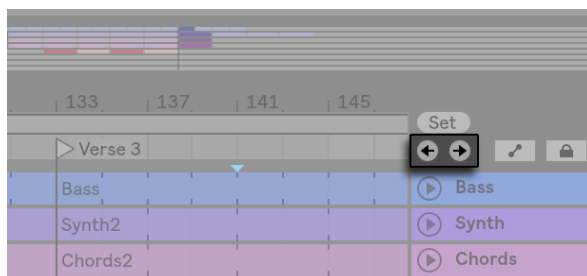 133 137 141 145
Set
Verse 3
Bass Bass
Synth2 Synth
Chords2 Chords